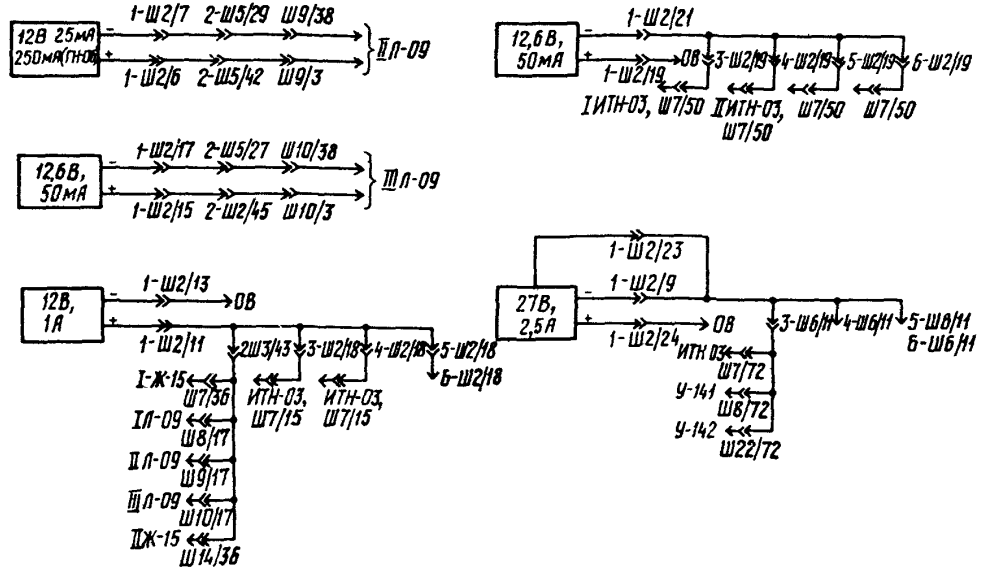 12В 25мА
250мА(ПН-06)
-
+
1-Ш2/7 2-Ш5/29 Ш9/38
1-Ш2/6 2-Ш5/42 Ш9/3
II Л-09
12,6В,
50мА
-
+
1-Ш2/21
1-Ш2/19
0В
3-Ш2/19
4-Ш2/19
5-Ш2/19
6-Ш2/19
I ИТН-03, Ш7/50
II ИТН-03,
Ш7/50
Ш7/50
Ш7/50
12,6В,
50мА
-
+
1-Ш2/17 2-Ш5/27 Ш10/38
1-Ш2/15 2-Ш2/45 Ш10/3
III Л-09
12В,
1А
-
+
1-Ш2/13
0В
1-Ш2/11
2Ш3/43
3-Ш2/18
4-Ш2/18
5-Ш2/18
6-Ш2/18
I-Ж-15
Ш7/36
ИТН-03,
Ш7/15
ИТН-03,
Ш7/15
I Л-09
Ш8/17
II Л-09
Ш9/17
III Л-09
Ш10/17
II Ж-15
Ш14/36
27В,
2,5А
-
+
1-Ш2/23
1-Ш2/9
1-Ш2/24
0В
3-Ш6/11
4-Ш6/11
5-Ш8/11
6-Ш6/11
ИТН 03
Ш7/72
У-141
Ш8/72
У-142
Ш22/72